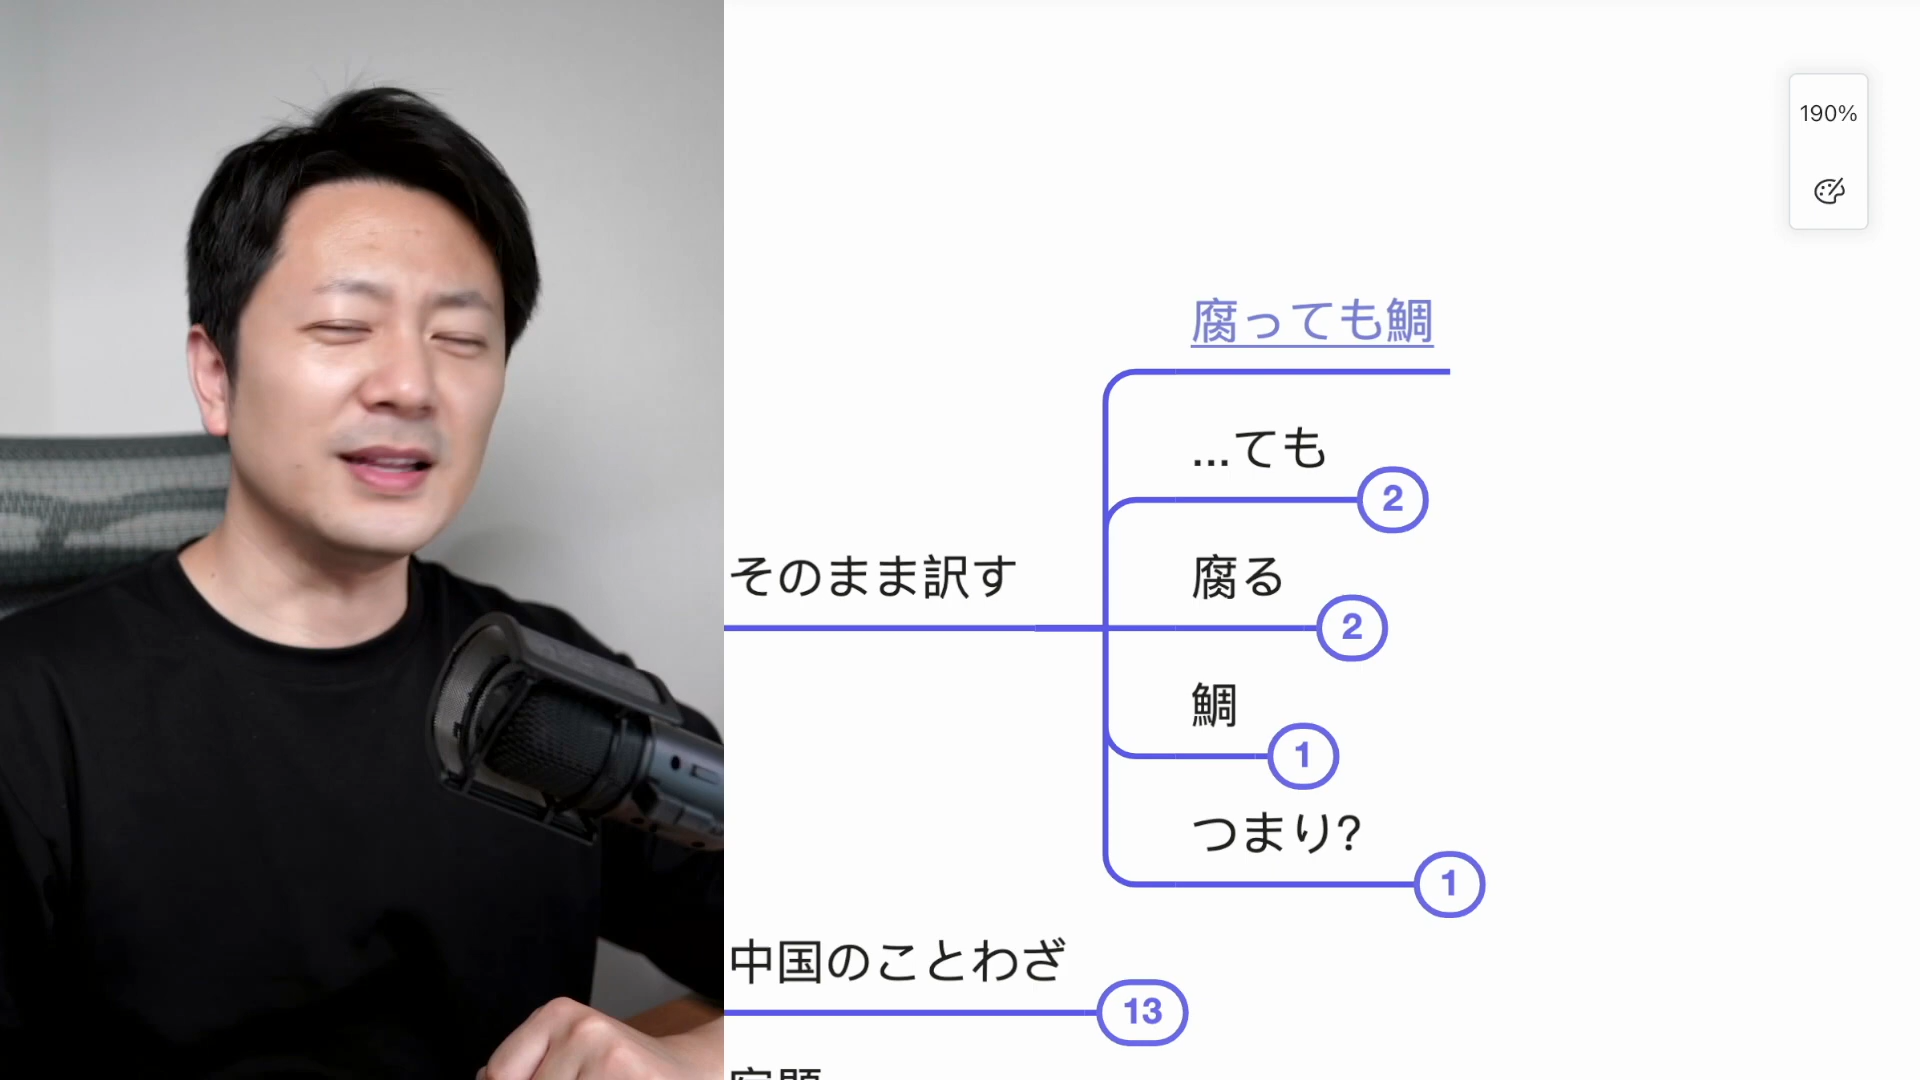 190%
腐っても鯛
...ても
2
そのまま訳す
腐る
2
鯛
1
つまり?
1
中国のことわざ
13